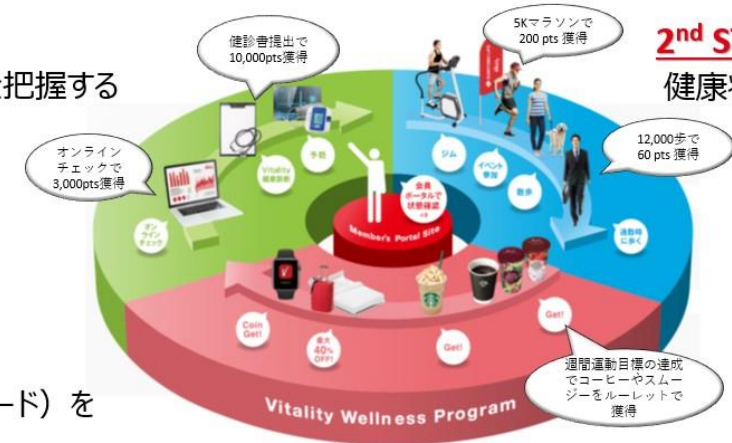 健診書提出で
10,000pts獲得
5Kマラソンで
200 pts 獲得
2nd S
を把握する
健康
オンライン
チェックで
3,000pts獲得
12,000歩で
60 pts 獲得
オン
ライン
チェック
Vitality
健康診断
予防
ジム
イベント
参加
散歩
通勤時
に歩く
会員
ポータルで
状態確認
Member's Portal Site
Coin
Get!
最大
40%
OFF!
Get!
Get!
週間運動目標の達成
でコーヒーやスムー
ジーをルーレットで
獲得
ード）を
Vitality Wellness Program